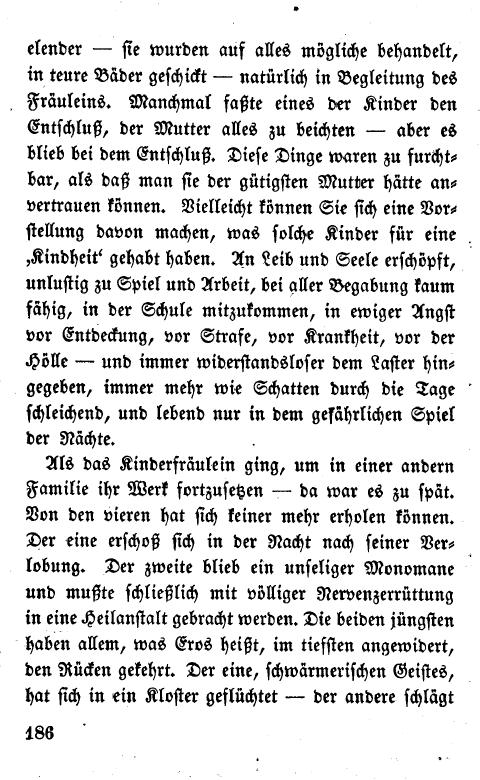 elender — sie wurden auf alles mögliche behandelt,
in teure Bäder geschickt — natürlich in Begleitung des
Fräuleins. Manchmal faßte eines der Kinder den
Entschluß, der Mutter alles zu beichten — aber es
blieb bei dem Entschluß. Diese Dinge waren zu furcht-
bar, als daß man sie der gütigsten Mutter hätte an-
vertrauen können. Vielleicht können Sie sich eine Vor-
stellung davon machen, was solche Kinder für eine
‚Kindheit‘ gehabt haben. An Leib und Seele erschöpft,
unlustig zu Spiel und Arbeit, bei aller Begabung kaum
fähig, in der Schule mitzukommen, in ewiger Angst
vor Entdeckung, vor Strafe, vor Krankheit, vor der
Hölle — und immer widerstandsloser dem Laster hin-
gegeben, immer mehr wie Schatten durch die Tage
schleichend, und lebend nur in dem gefährlichen Spiel
der Nächte.
Als das Kinderfräulein ging, um in einer andern
Familie ihr Werk fortzusetzen — da war es zu spät.
Von den vieren hat sich keiner mehr erholen können.
Der eine erschoß sich in der Nacht nach seiner Ver-
lobung. Der zweite blieb ein unseliger Monomane
und mußte schließlich mit völliger Nervenzerrüttung
in eine Heilanstalt gebracht werden. Die beiden jüngsten
haben allem, was Eros heißt, im tiefsten angewidert,
den Rücken gekehrt. Der eine, schwärmerischen Geistes,
hat sich in ein Kloster geflüchtet — der andere schlägt
186